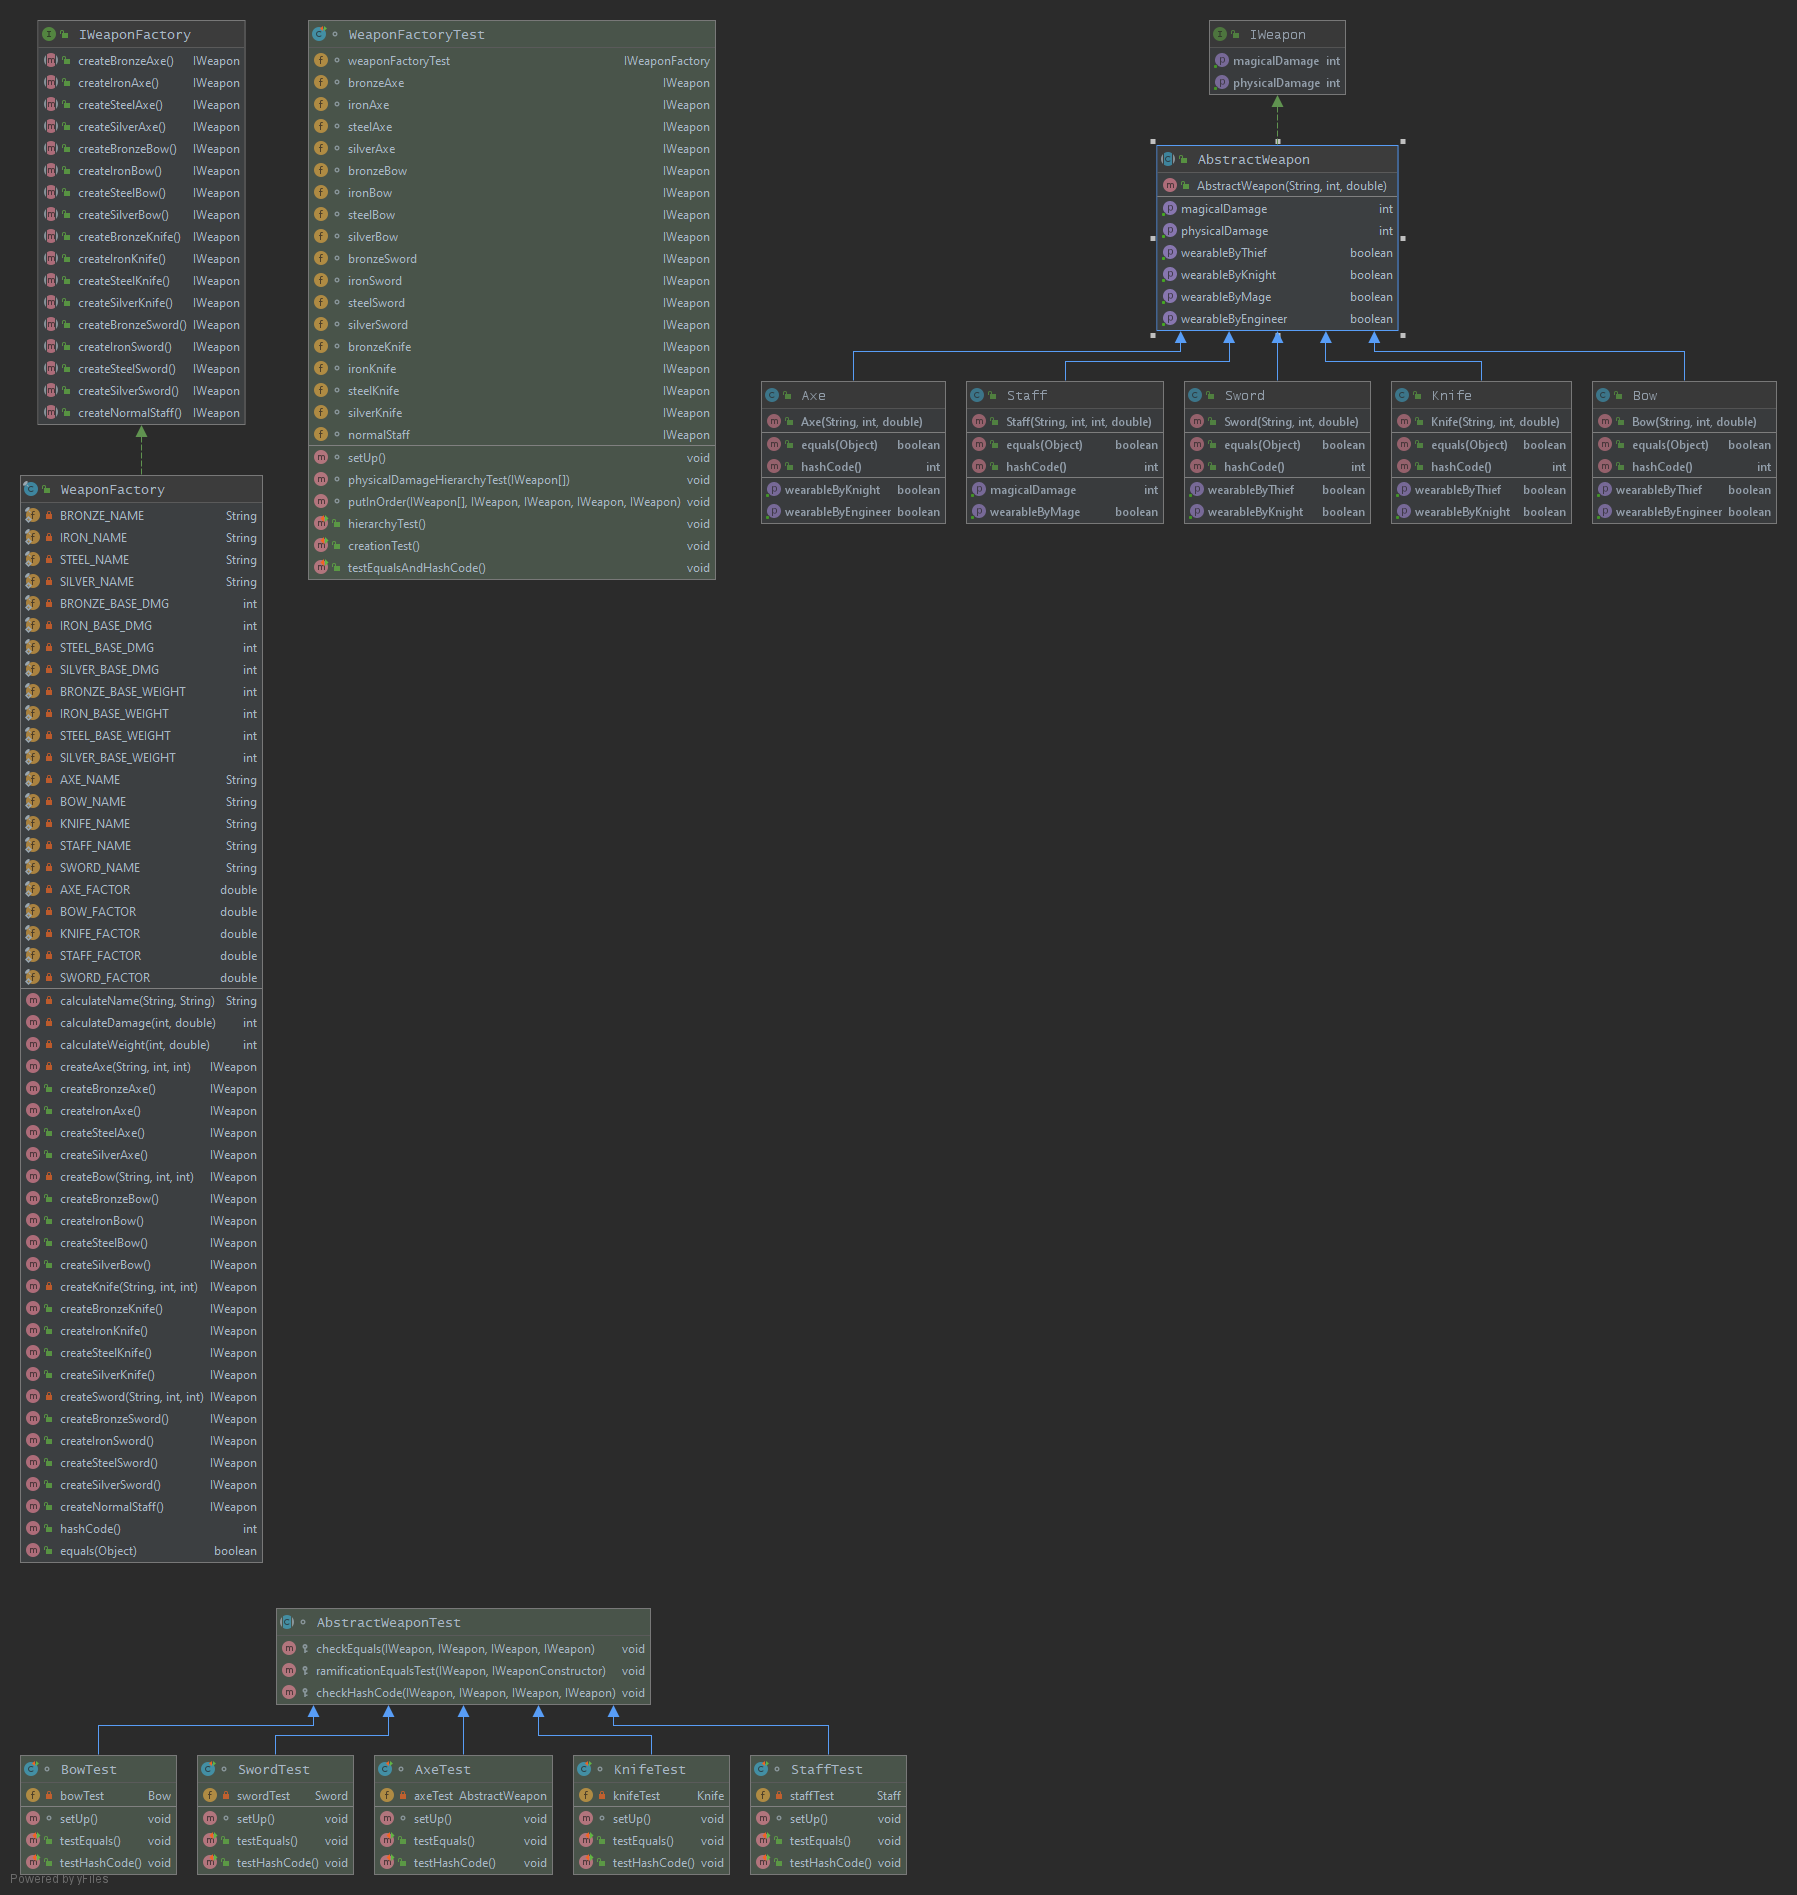 IWeaponFactory
createBronzeAxe() IWeapon
createIronAxe() IWeapon
createSteelAxe() IWeapon
createSilverAxe() IWeapon
createBronzeBow() IWeapon
createIronBow() IWeapon
createSteelBow() IWeapon
createSilverBow() IWeapon
createBronzeKnife() IWeapon
createIronKnife() IWeapon
createSteelKnife() IWeapon
createSilverKnife() IWeapon
createBronzeSword() IWeapon
createIronSword() IWeapon
createSteelSword() IWeapon
createSilverSword() IWeapon
createNormalStaff() IWeapon
WeaponFactory
BRONZE_NAME String
IRON_NAME String
STEEL_NAME String
SILVER_NAME String
BRONZE_BASE_DMG int
IRON_BASE_DMG int
STEEL_BASE_DMG int
SILVER_BASE_DMG int
BRONZE_BASE_WEIGHT int
IRON_BASE_WEIGHT int
STEEL_BASE_WEIGHT int
SILVER_BASE_WEIGHT int
AXE_NAME String
BOW_NAME String
KNIFE_NAME String
STAFF_NAME String
SWORD_NAME String
AXE_FACTOR double
BOW_FACTOR double
KNIFE_FACTOR double
STAFF_FACTOR double
SWORD_FACTOR double
calculateName(String, String) String
calculateDamage(int, double) int
calculateWeight(int, double) int
createAxe(String, int, int) IWeapon
createBronzeAxe() IWeapon
createIronAxe() IWeapon
createSteelAxe() IWeapon
createSilverAxe() IWeapon
createBow(String, int, int) IWeapon
createBronzeBow() IWeapon
createIronBow() IWeapon
createSteelBow() IWeapon
createSilverBow() IWeapon
createKnife(String, int, int) IWeapon
createBronzeKnife() IWeapon
createIronKnife() IWeapon
createSteelKnife() IWeapon
createSilverKnife() IWeapon
createSword(String, int, int) IWeapon
createBronzeSword() IWeapon
createIronSword() IWeapon
createSteelSword() IWeapon
createSilverSword() IWeapon
createNormalStaff() IWeapon
hashCode() int
equals(Object) boolean
WeaponFactoryTest
weaponFactoryTest IWeaponFactory
bronzeAxe IWeapon
ironAxe IWeapon
steelAxe IWeapon
silverAxe IWeapon
bronzeBow IWeapon
ironBow IWeapon
steelBow IWeapon
silverBow IWeapon
bronzeSword IWeapon
ironSword IWeapon
steelSword IWeapon
silverSword IWeapon
bronzeKnife IWeapon
ironKnife IWeapon
steelKnife IWeapon
silverKnife IWeapon
normalStaff IWeapon
setUp() void
physicalDamageHierarchyTest(IWeapon[]) void
putInOrder(IWeapon[], IWeapon, IWeapon, IWeapon, IWeapon) void
hierarchyTest() void
creationTest() void
testEqualsAndHashCode() void
IWeapon
magicalDamage int
physicalDamage int
AbstractWeapon
AbstractWeapon(String, int, double)
magicalDamage int
physicalDamage int
wearableByThief boolean
wearableByKnight boolean
wearableByMage boolean
wearableByEngineer boolean
Axe
Axe(String, int, double)
equals(Object) boolean
hashCode() int
wearableByKnight boolean
wearableByEngineer boolean
Staff
Staff(String, int, int, double)
equals(Object) boolean
hashCode() int
magicalDamage int
wearableByMage boolean
Sword
Sword(String, int, double)
equals(Object) boolean
hashCode() int
wearableByThief boolean
wearableByKnight boolean
Knife
Knife(String, int, double)
equals(Object) boolean
hashCode() int
wearableByThief boolean
wearableByKnight boolean
Bow
Bow(String, int, double)
equals(Object) boolean
hashCode() int
wearableByThief boolean
wearableByEngineer boolean
AbstractWeaponTest
checkEquals(IWeapon, IWeapon, IWeapon, IWeapon) void
ramificationEqualsTest(IWeapon, IWeaponConstructor) void
checkHashCode(IWeapon, IWeapon, IWeapon, IWeapon) void
BowTest
bowTest Bow
setUp() void
testEquals() void
testHashCode() void
SwordTest
swordTest Sword
setUp() void
testEquals() void
testHashCode() void
AxeTest
axeTest AbstractWeapon
setUp() void
testEquals() void
testHashCode() void
KnifeTest
knifeTest Knife
setUp() void
testEquals() void
testHashCode() void
StaffTest
staffTest Staff
setUp() void
testEquals() void
testHashCode() void
Powered by yFiles